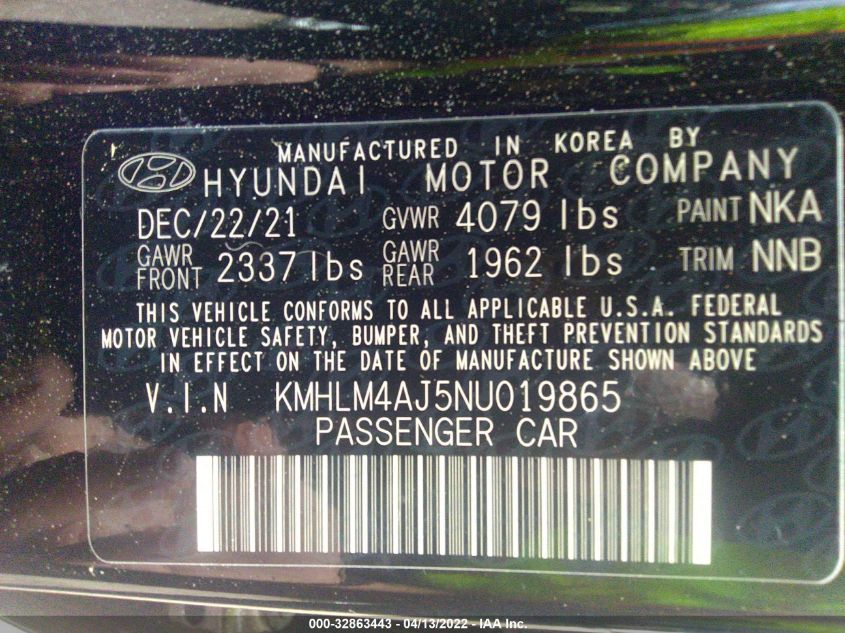 MANUFACTURED IN KOREA BY
HYUNDAI MOTOR COMPANY
DEC/22/21 GVWR 4079 lbs PAINT NKA
GAWR FRONT 2337 lbs GAWR REAR 1962 lbs TRIM NNB
THIS VEHICLE CONFORMS TO ALL APPLICABLE U.S.A. FEDERAL
MOTOR VEHICLE SAFETY, BUMPER, AND THEFT PREVENTION STANDARDS
IN EFFECT ON THE DATE OF MANUFACTURE SHOWN ABOVE
V.I.N KMHLM4AJ5NU019865
PASSENGER CAR
000-32863443 - 04/13/2022 - IAA Inc.